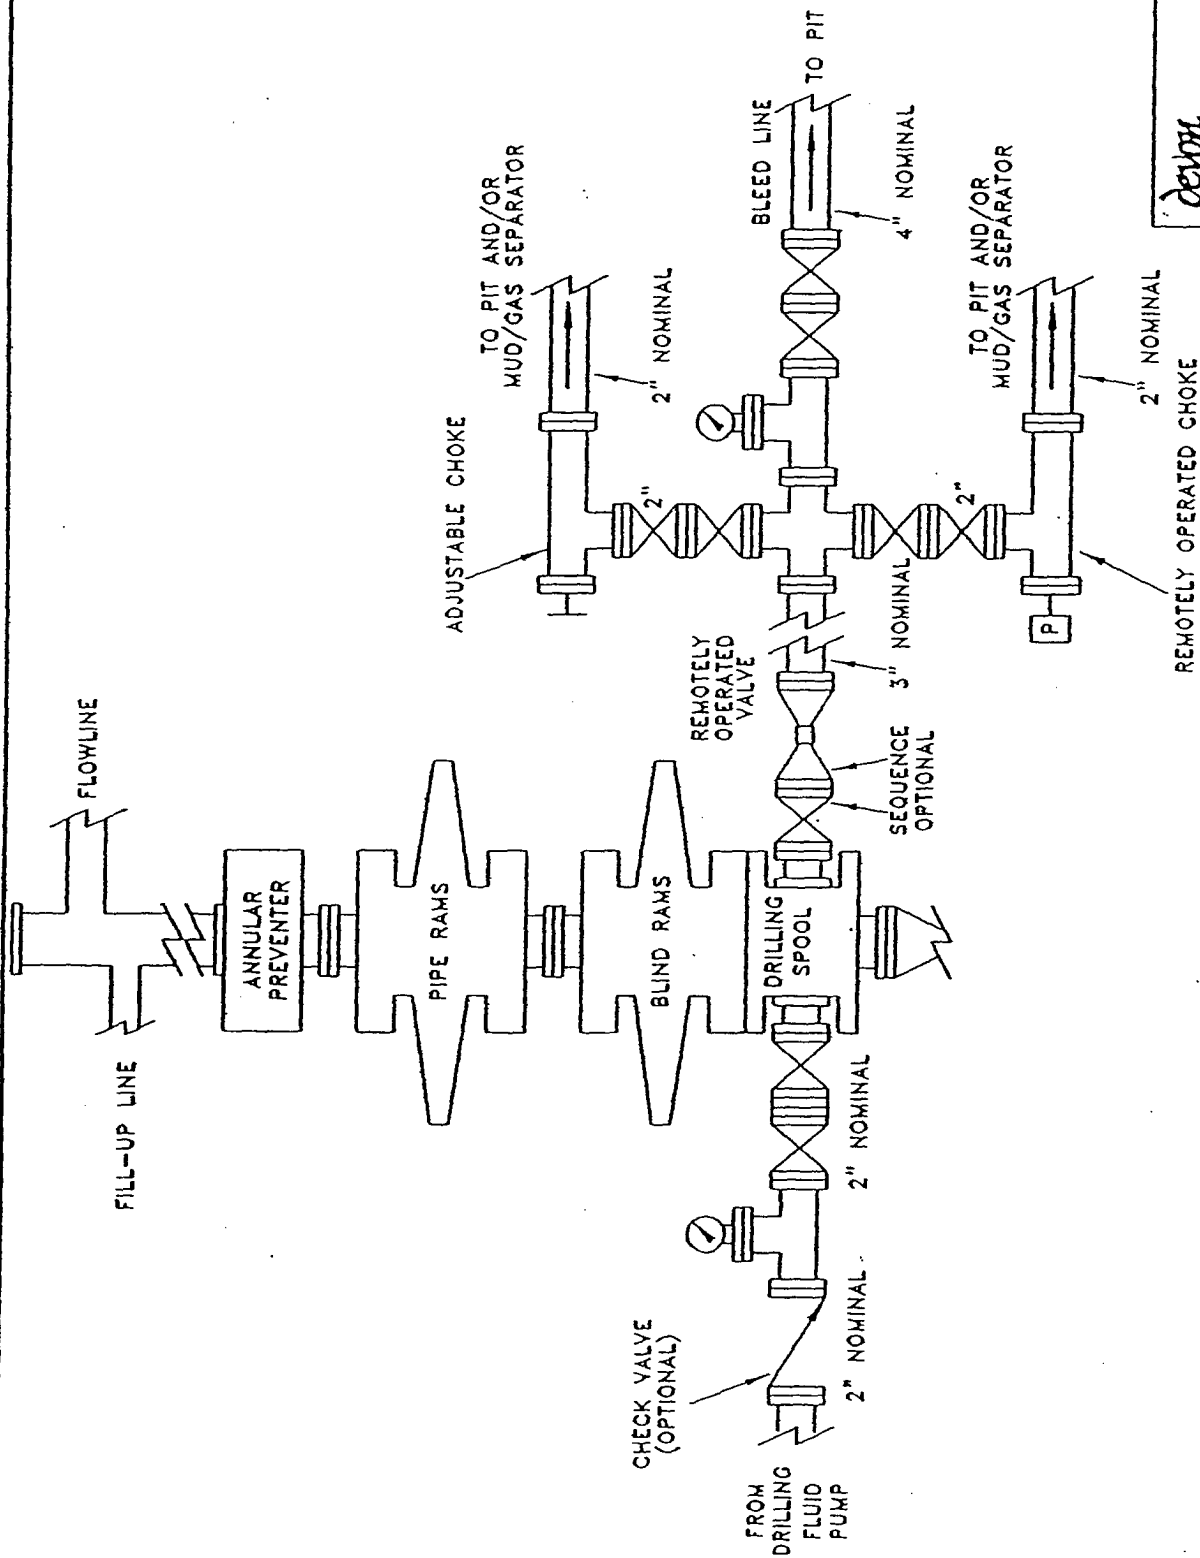 FILL-UP LINE
FLOWLINE
ANNULAR
PREVENTER
PIPE RAMS
BLIND RAMS
DRILLING
SPOOL
ADJUSTABLE CHOKE
TO PIT AND/OR
MUD/GAS SEPARATOR
2" NOMINAL
2"
BLEED LINE
TO PIT
4" NOMINAL
REMOTELY
OPERATED
VALVE
3" NOMINAL
SEQUENCE
OPTIONAL
2"
TO PIT AND/OR
MUD/GAS SEPARATOR
2" NOMINAL
P
REMOTELY OPERATED CHOKE
CHECK VALVE
(OPTIONAL)
2" NOMINAL
2" NOMINAL
FROM
DRILLING
FLUID
PUMP
devon